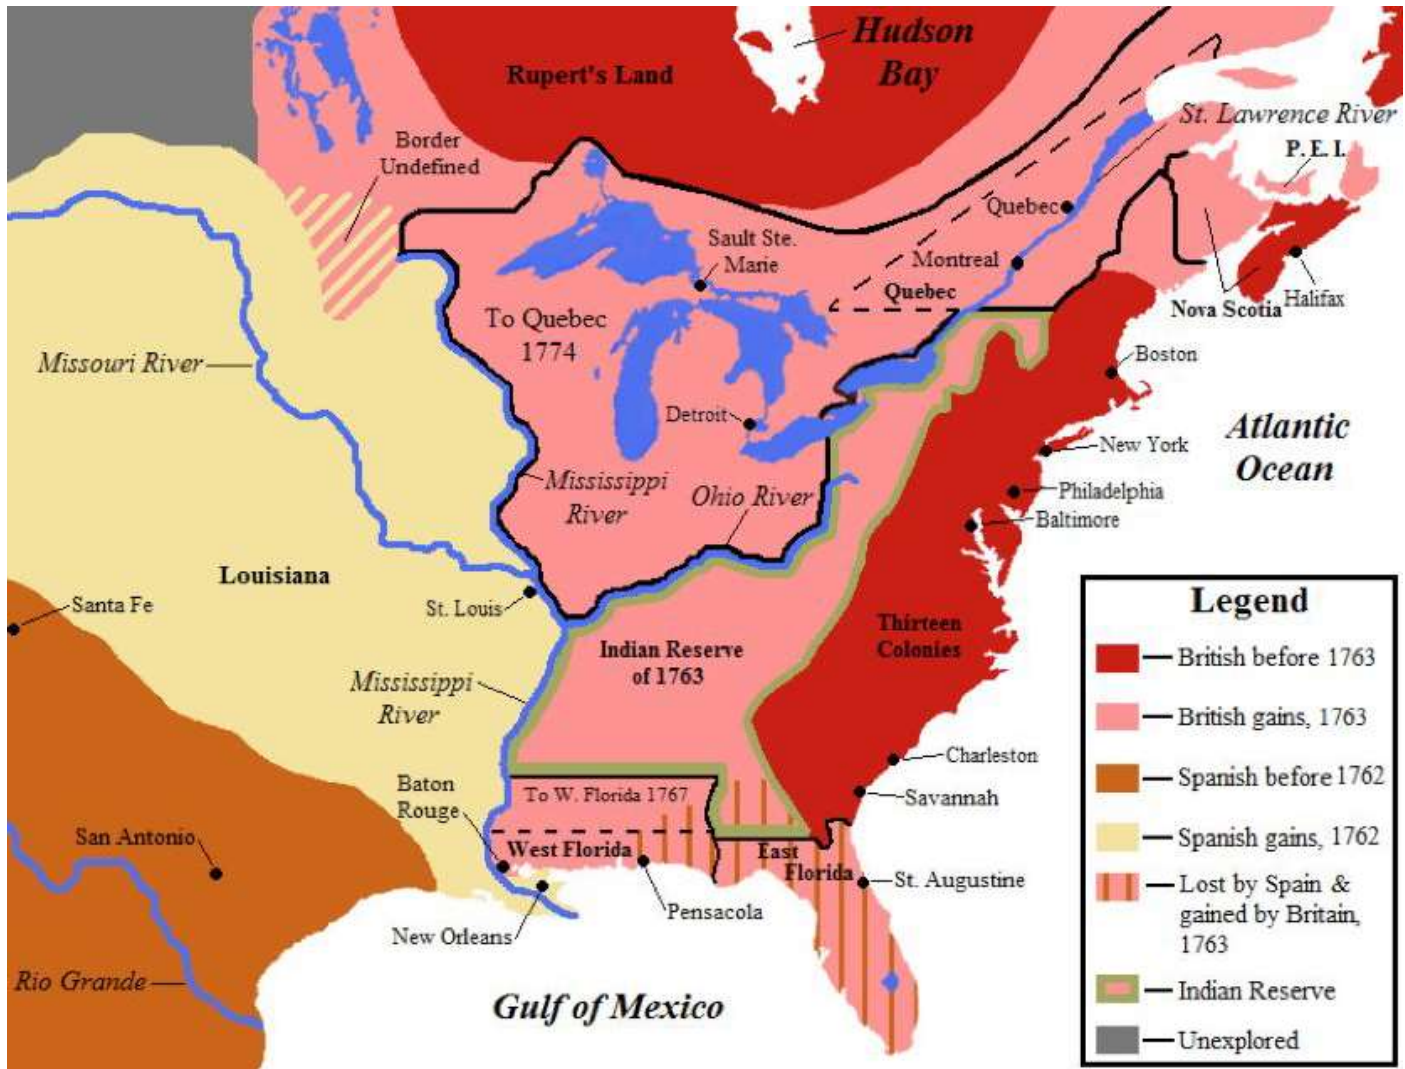 Hudson
Bay
Rupert's Land
St. Lawrence River
Border
Undefined
P. E. I.
Quebec
Sault Ste.
Marie
Montreal
Quebec
Nova Scotia
Halifax
To Quebec
1774
Missouri River
Boston
Detroit
Atlantic
Ocean
New York
Mississippi
River
Ohio River
Philadelphia
Baltimore
Louisiana
Santa Fe
St. Louis
Thirteen
Colonies
Indian Reserve
of 1763
Mississippi
River
Charleston
Baton
Rouge
To W. Florida 1767
Savannah
San Antonio
West Florida
East
Florida
St. Augustine
Pensacola
New Orleans
Rio Grande
Gulf of Mexico
Legend
British before 1763
British gains, 1763
Spanish before 1762
Spanish gains, 1762
Lost by Spain &
gained by Britain,
1763
Indian Reserve
Unexplored